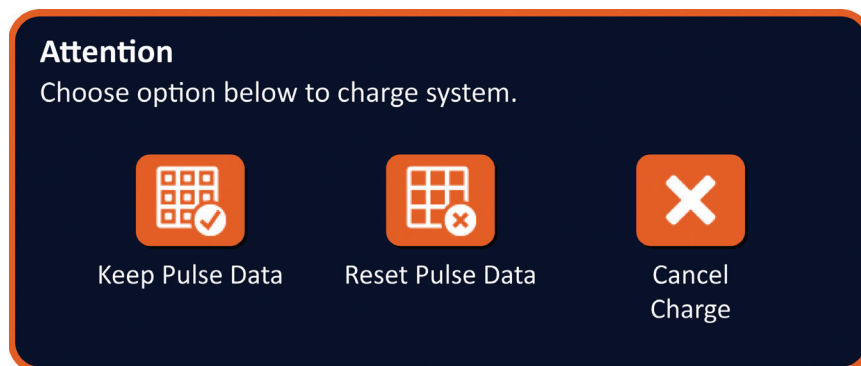 Attention
Choose option below to charge system.
Keep Pulse Data
Reset Pulse Data
Cancel
Charge